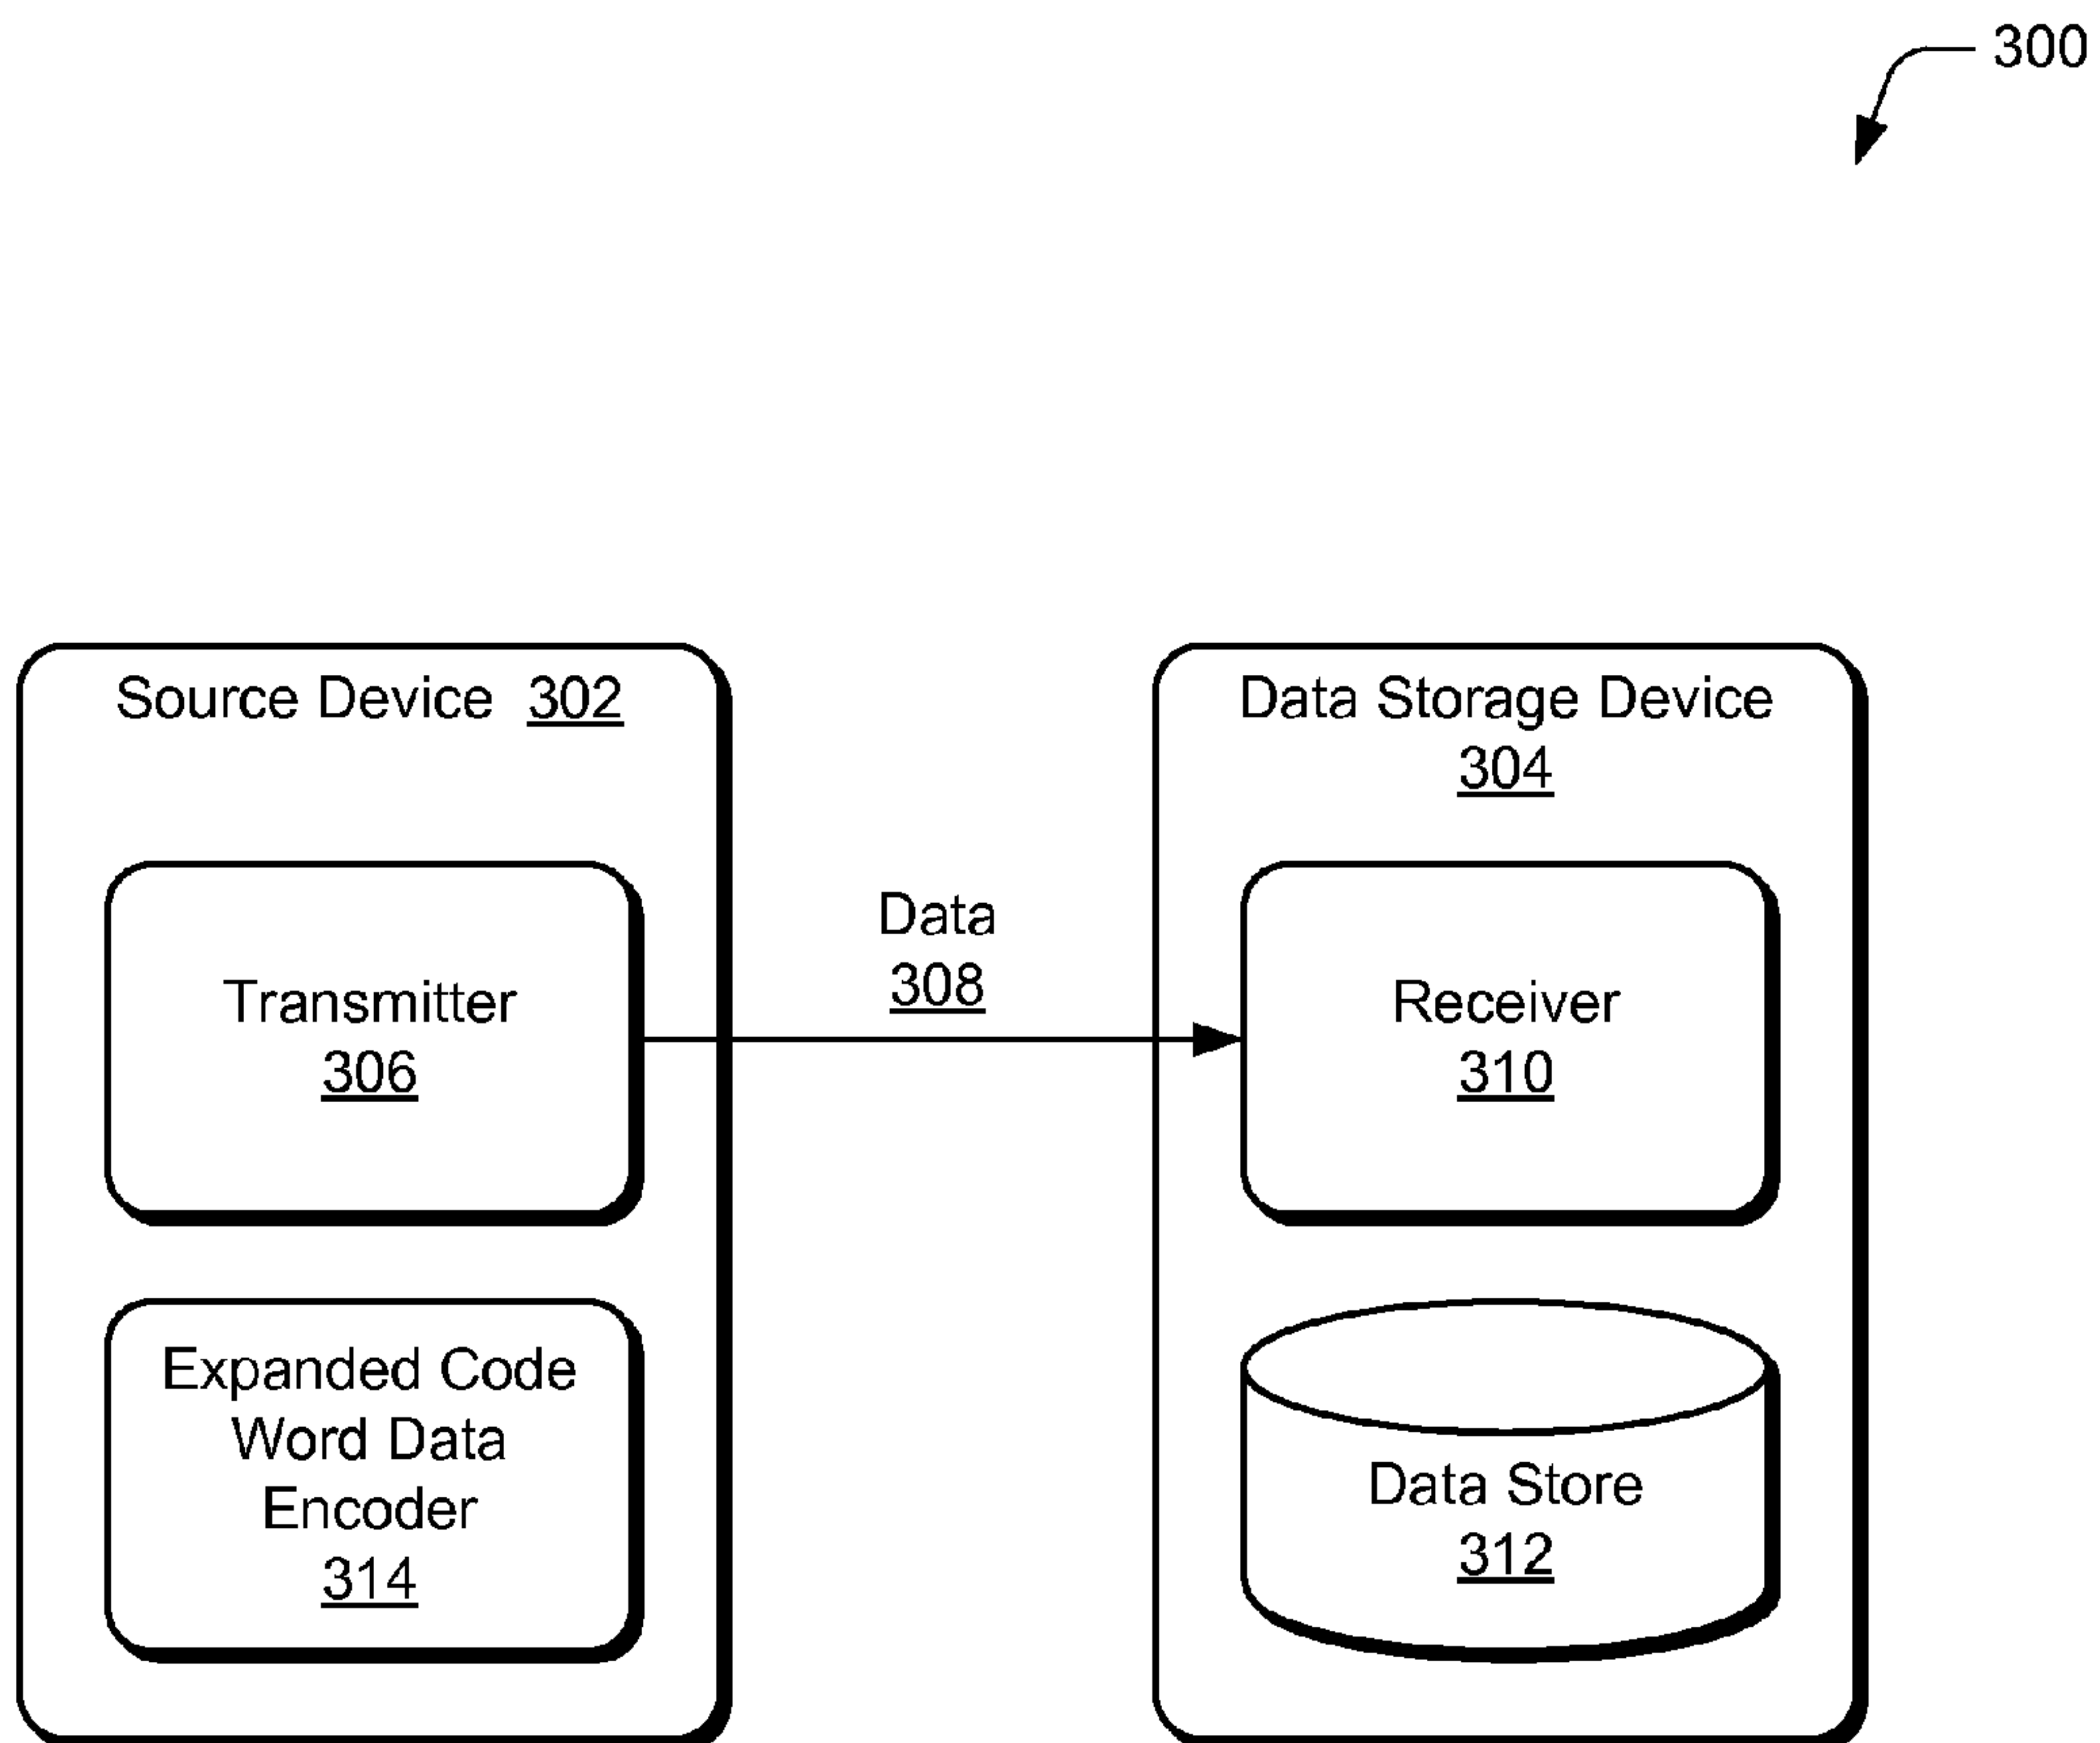 300
Source Device 302
Transmitter
306
Expanded Code
Word Data
Encoder
314
Data
308
Data Storage Device
304
Receiver
310
Data Store
312